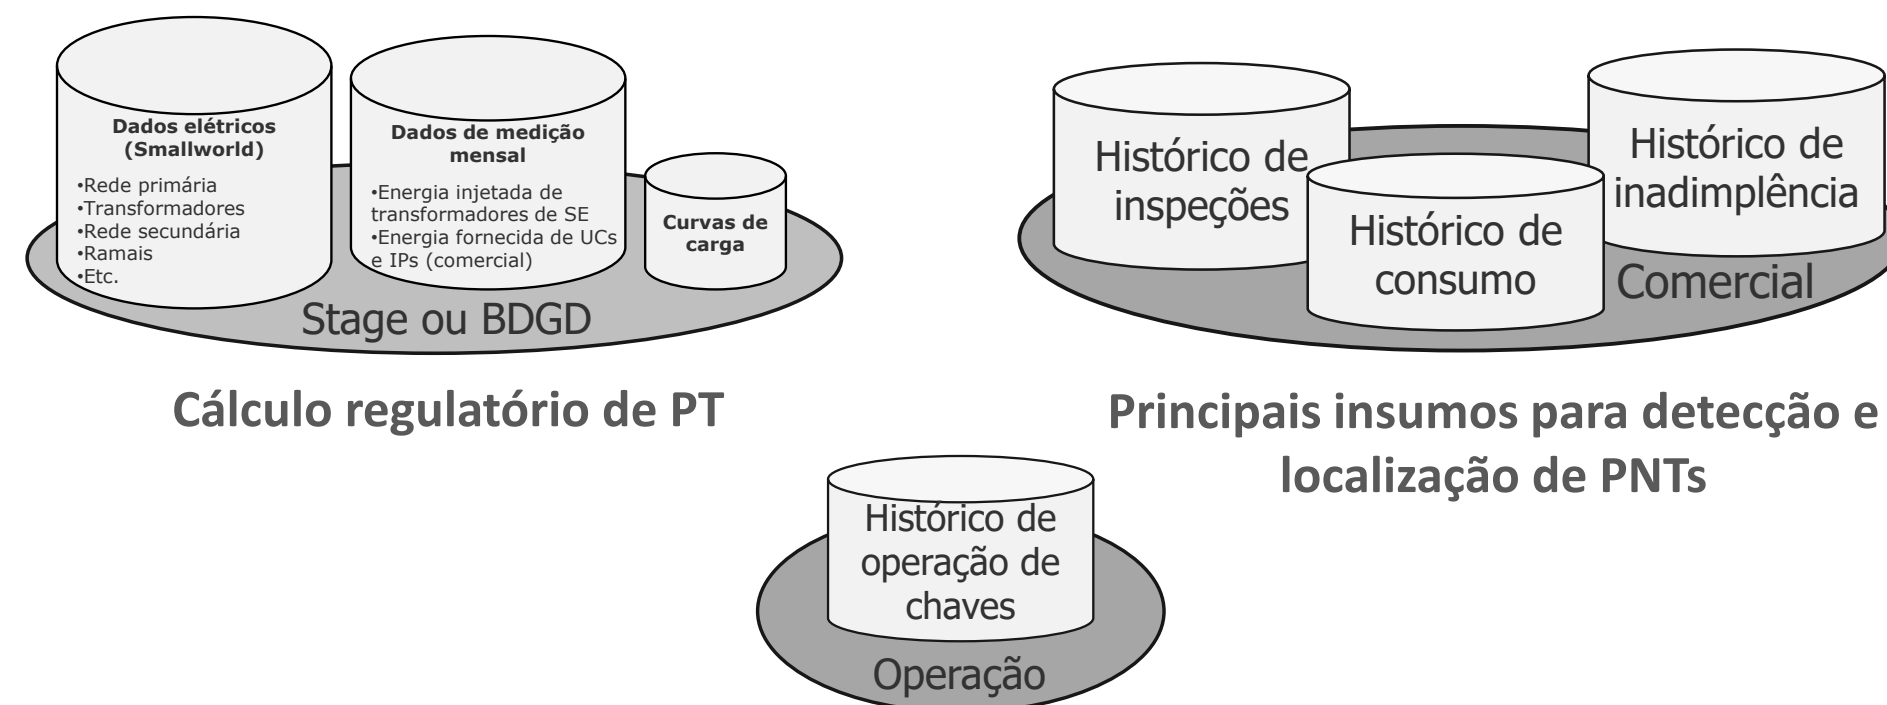 Dados elétricos
(Smallworld)
•Rede primária
•Transformadores
•Rede secundária
•Ramais
•Etc.
Dados de medição
mensal
•Energia injetada de
transformadores de SE
•Energia fornecida de UCs
e IPs (comercial)
Curvas de
carga
Stage ou BDGD
Cálculo regulatório de PT
Histórico de
inspeções
Histórico de
consumo
Histórico de
inadimplência
Comercial
Principais insumos para detecção e
localização de PNTs
Histórico de
operação de
chaves
Operação